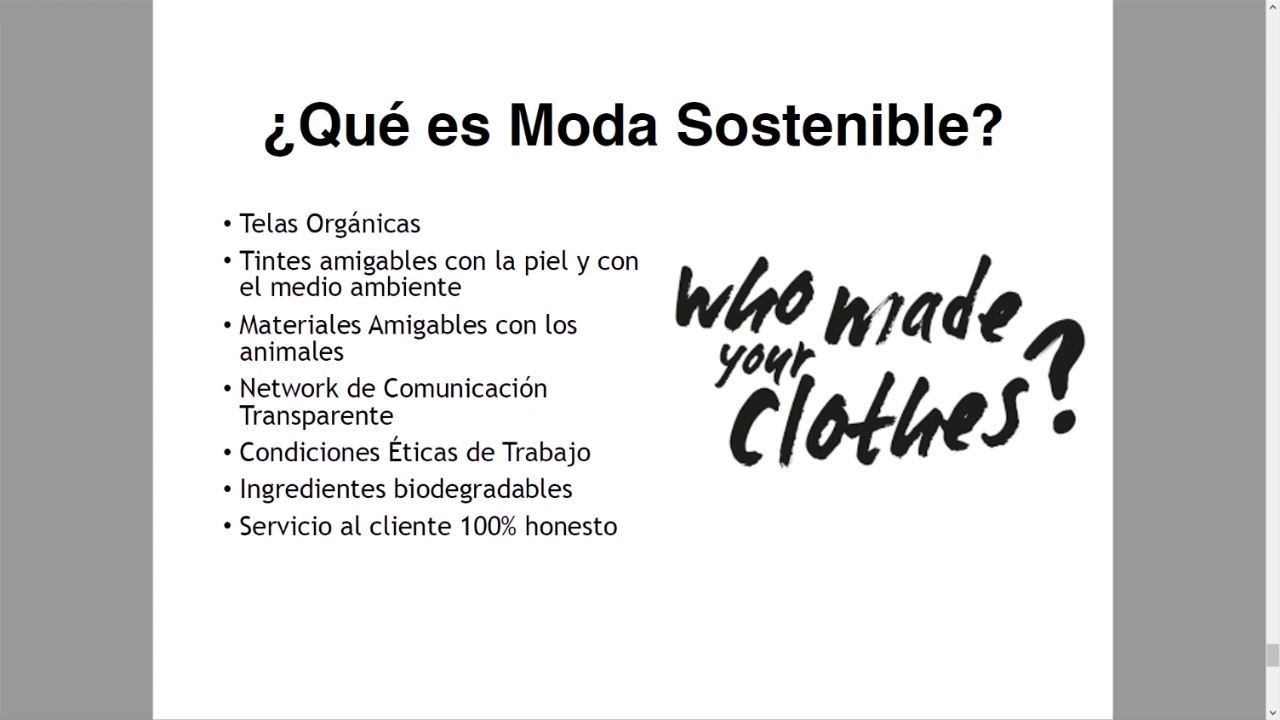 ¿Qué es Moda Sostenible?
• Telas Orgánicas
• Tintes amigables con la piel y con
el medio ambiente
• Materiales Amigables con los
animales
• Network de Comunicación
Transparente
• Condiciones Éticas de Trabajo
• Ingredientes biodegradables
• Servicio al cliente 100% honesto
who made
your
clothes?